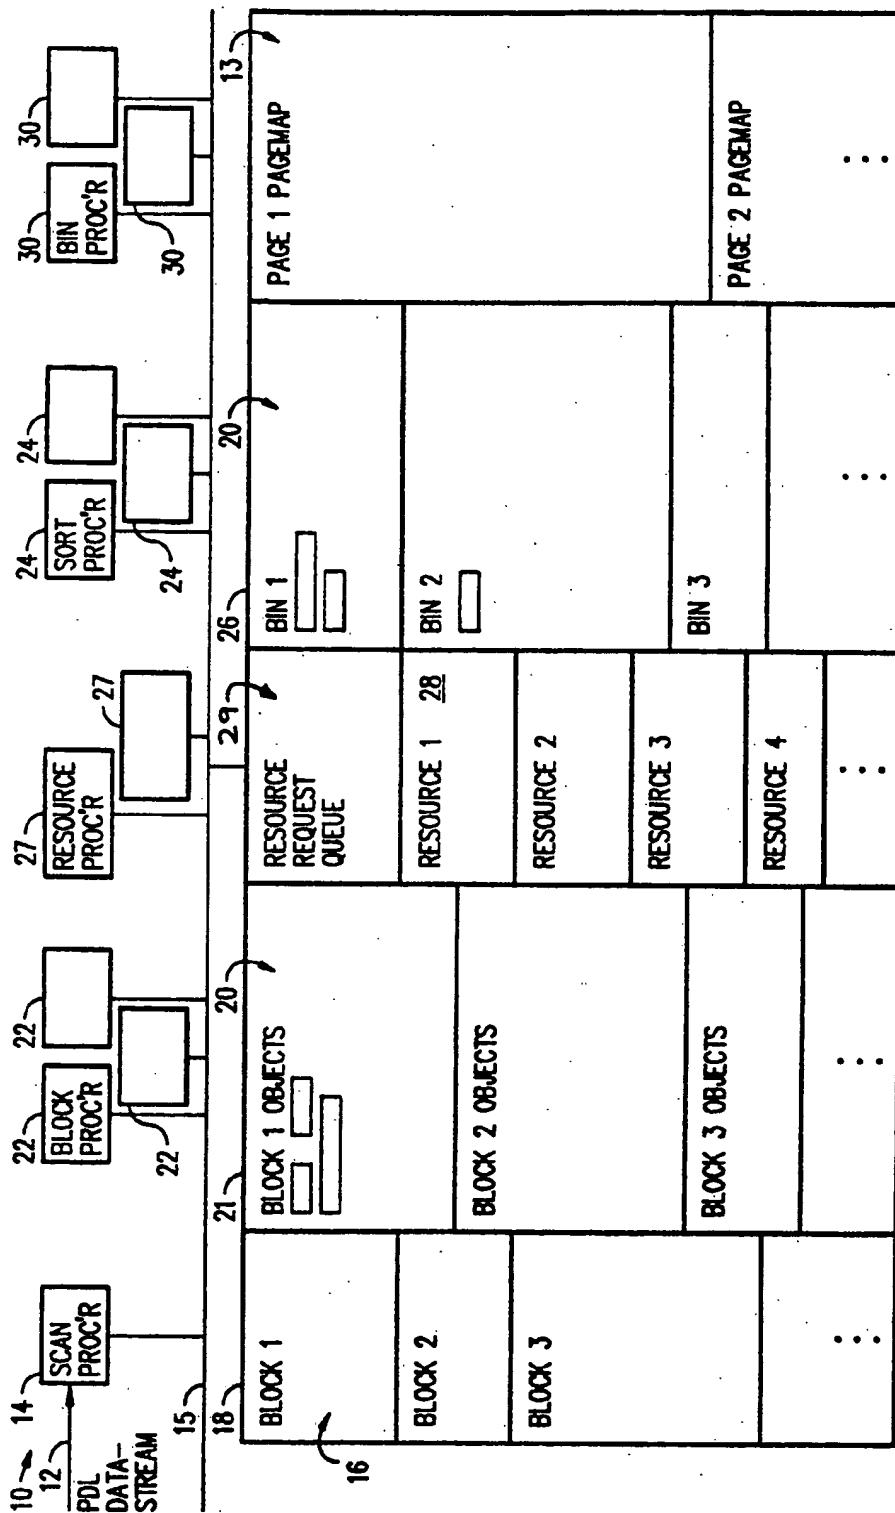 10
12
PDL
DATA-
STREAM
14
SCAN
PROC'R
22
BLOCK
PROC'R
22
22
27
RESOURCE
PROC'R
27
24
SORT
PROC'R
24
24
30
BIN
PROC'R
30
30
15
18
BLOCK 1
BLOCK 2
BLOCK 3
16
21
20
BLOCK 1 OBJECTS
BLOCK 2 OBJECTS
BLOCK 3 OBJECTS
29
RESOURCE
REQUEST
QUEUE
RESOURCE 1 28
RESOURCE 2
RESOURCE 3
RESOURCE 4
26
20
BIN 1
BIN 2
BIN 3
13
PAGE 1 PAGEMAP
PAGE 2 PAGEMAP